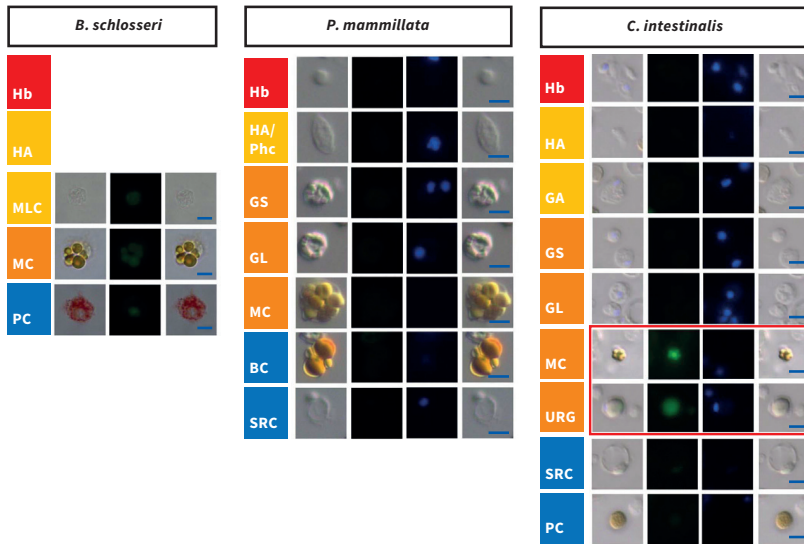 B. schlosseri
Hb
HA
MLC
MC
PC
P. mammillata
Hb
HA/
Phc
GS
GL
MC
BC
SRC
C. intestinalis
Hb
HA
GA
GS
GL
MC
URG
SRC
PC